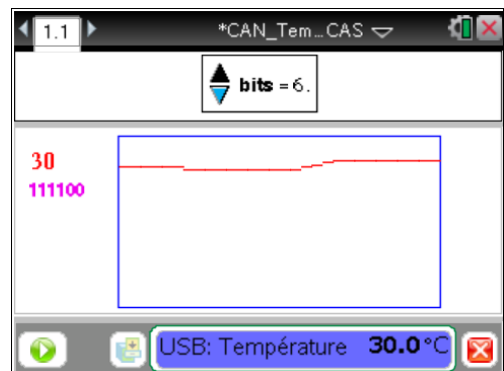 1.1 *CAN_Tem...CAS
bits = 6.
30
111100
USB: Température 30.0°C